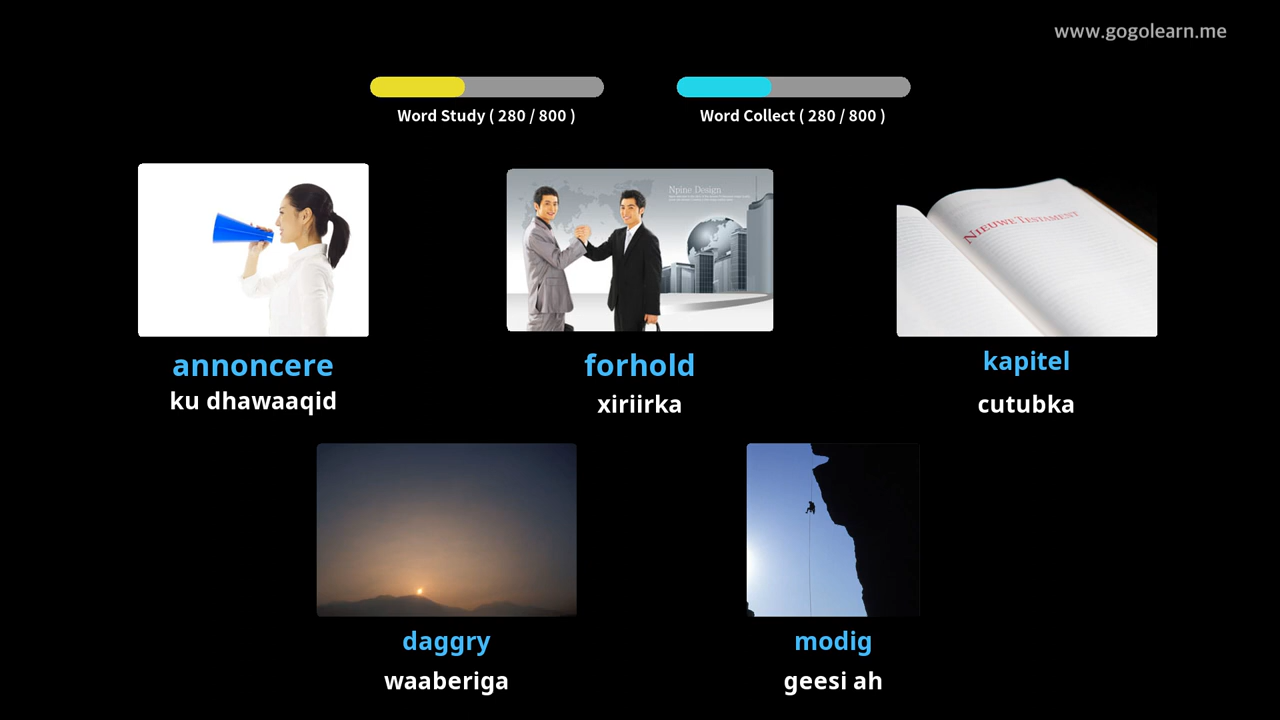 www.gogolearn.me
Word Study ( 280 / 800 )
Word Collect ( 280 / 800 )
Npine Design
NIEUWE TESTAMENT
annoncere
ku dhawaaqid
forhold
xiriirka
kapitel
cutubka
daggry
waaberiga
modig
geesi ah